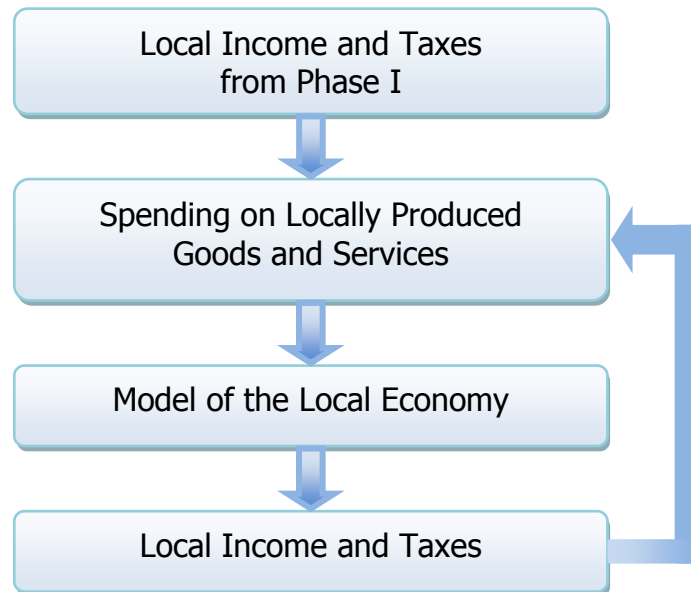 Local Income and Taxes
from Phase I
Spending on Locally Produced
Goods and Services
Model of the Local Economy
Local Income and Taxes